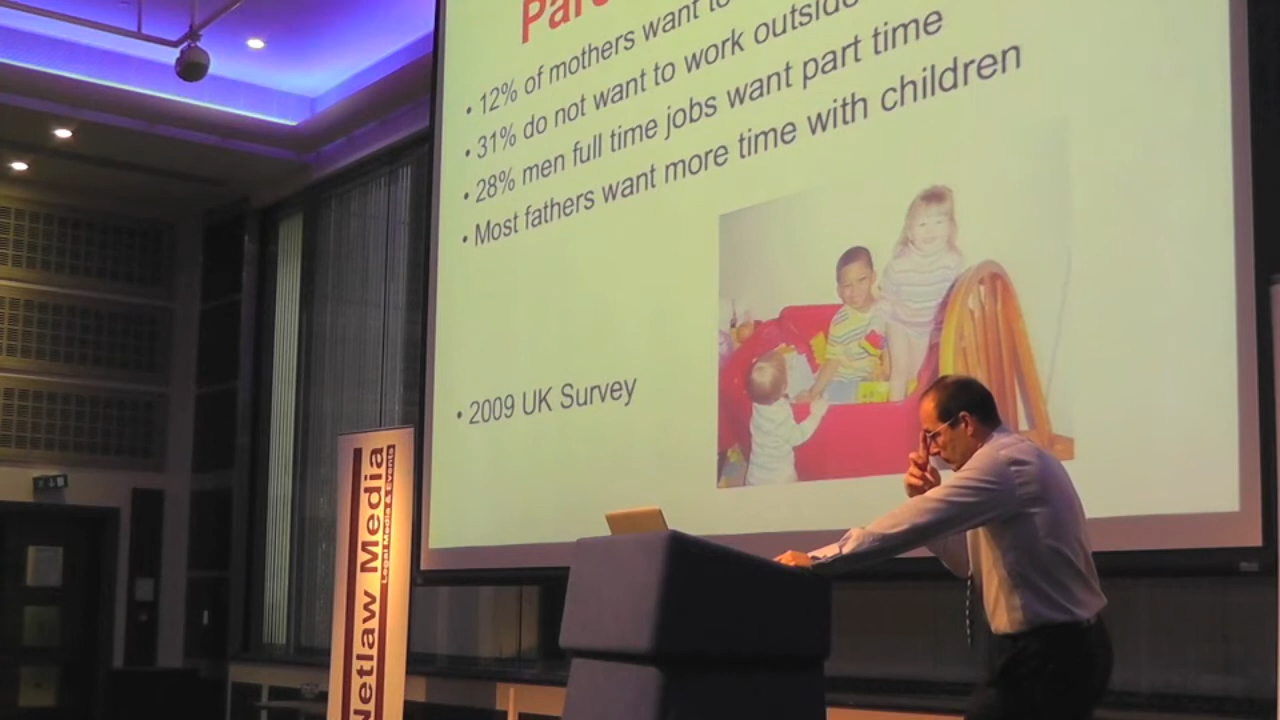 • 12% of mothers want to
• 31% do not want to work outside
• 28% men full time jobs want part time
• Most fathers want more time with children
• 2009 UK Survey
Netlaw Media
Legal Media & Events